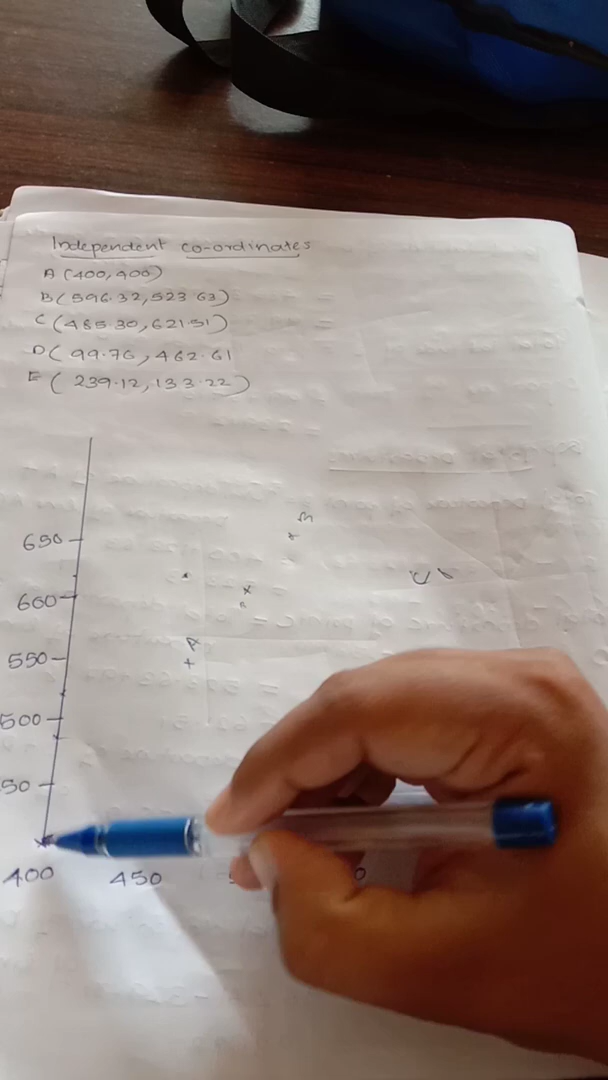 Independent co-ordinates
A (400,400)
B(596.32,523.63)
C (485.30,621.51)
D( 99.76, 462.61
E ( 239.12, 133.22)
650
600
550
500
50
400 450
A